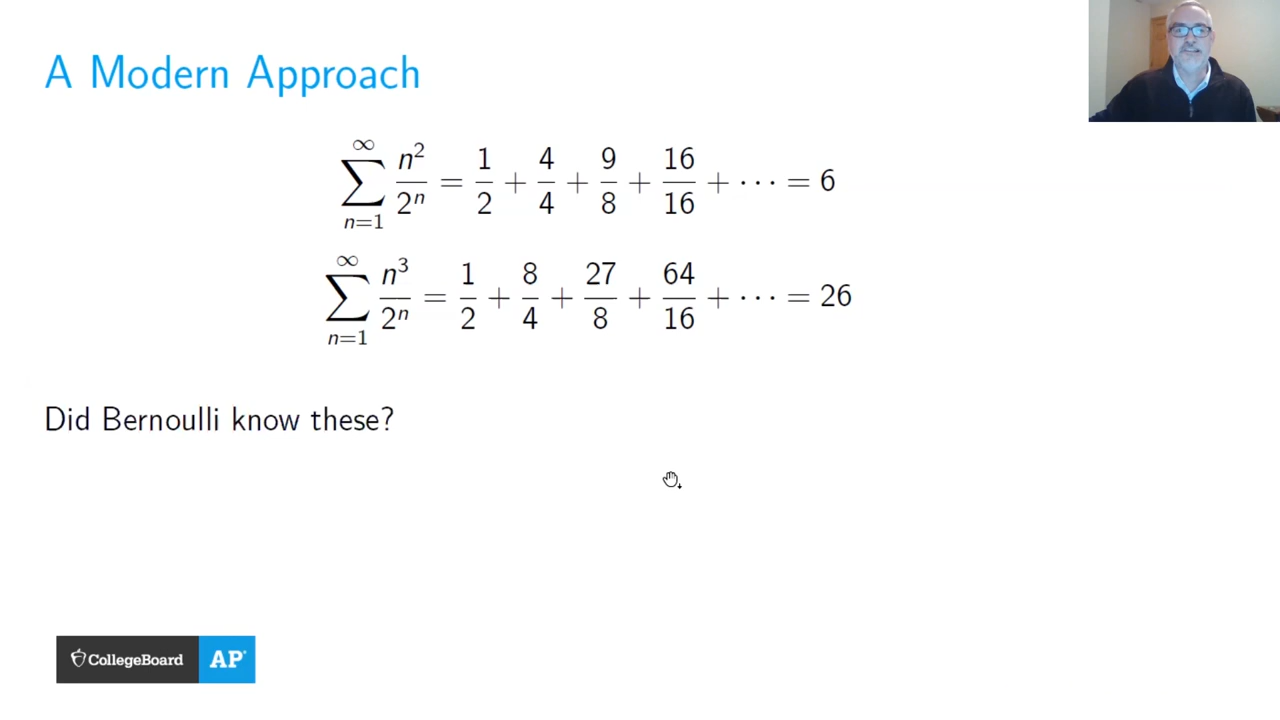 A Modern Approach
∑_{n=1}^{∞} n²/2ⁿ = 1/2 + 4/4 + 9/8 + 16/16 + ··· = 6
∑_{n=1}^{∞} n³/2ⁿ = 1/2 + 8/4 + 27/8 + 64/16 + ··· = 26
Did Bernoulli know these?
CollegeBoard AP